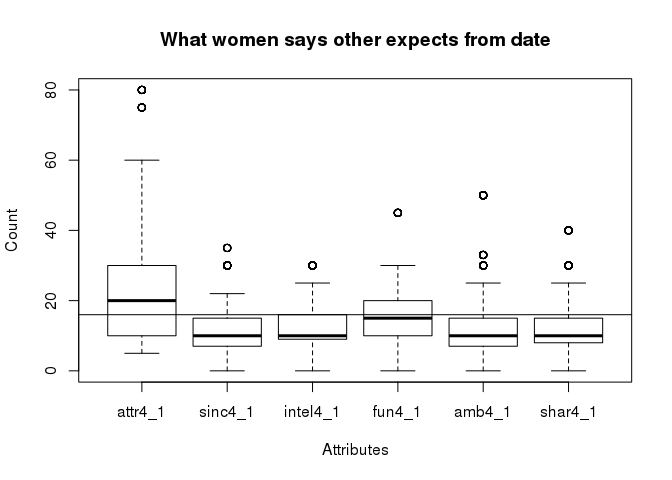 What women says other expects from date
80
60
40
20
0
Count
attr4_1 sinc4_1 intel4_1 fun4_1 amb4_1 shar4_1
Attributes